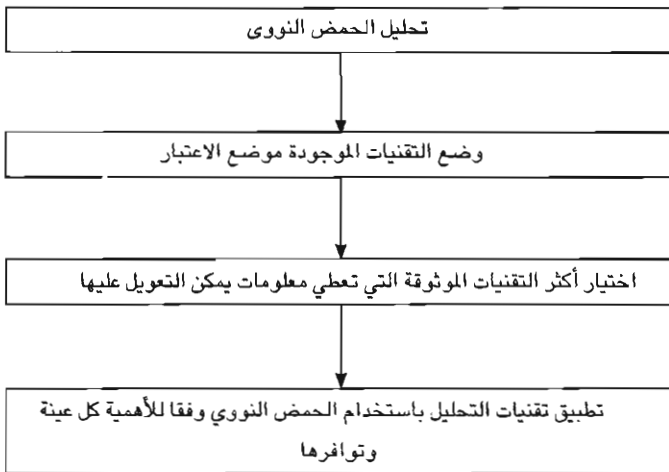 تحليل الحمض النووى
وضع التقنيات الموجودة موضع الاعتبار
اختيار أكثر التقنيات الموثوقة التي تعطي معلومات يمكن التعويل عليها
تطبيق تقنيات التحليل باستخدام الحمض النووي وفقا للأهمية كل عينة
وتوافرها